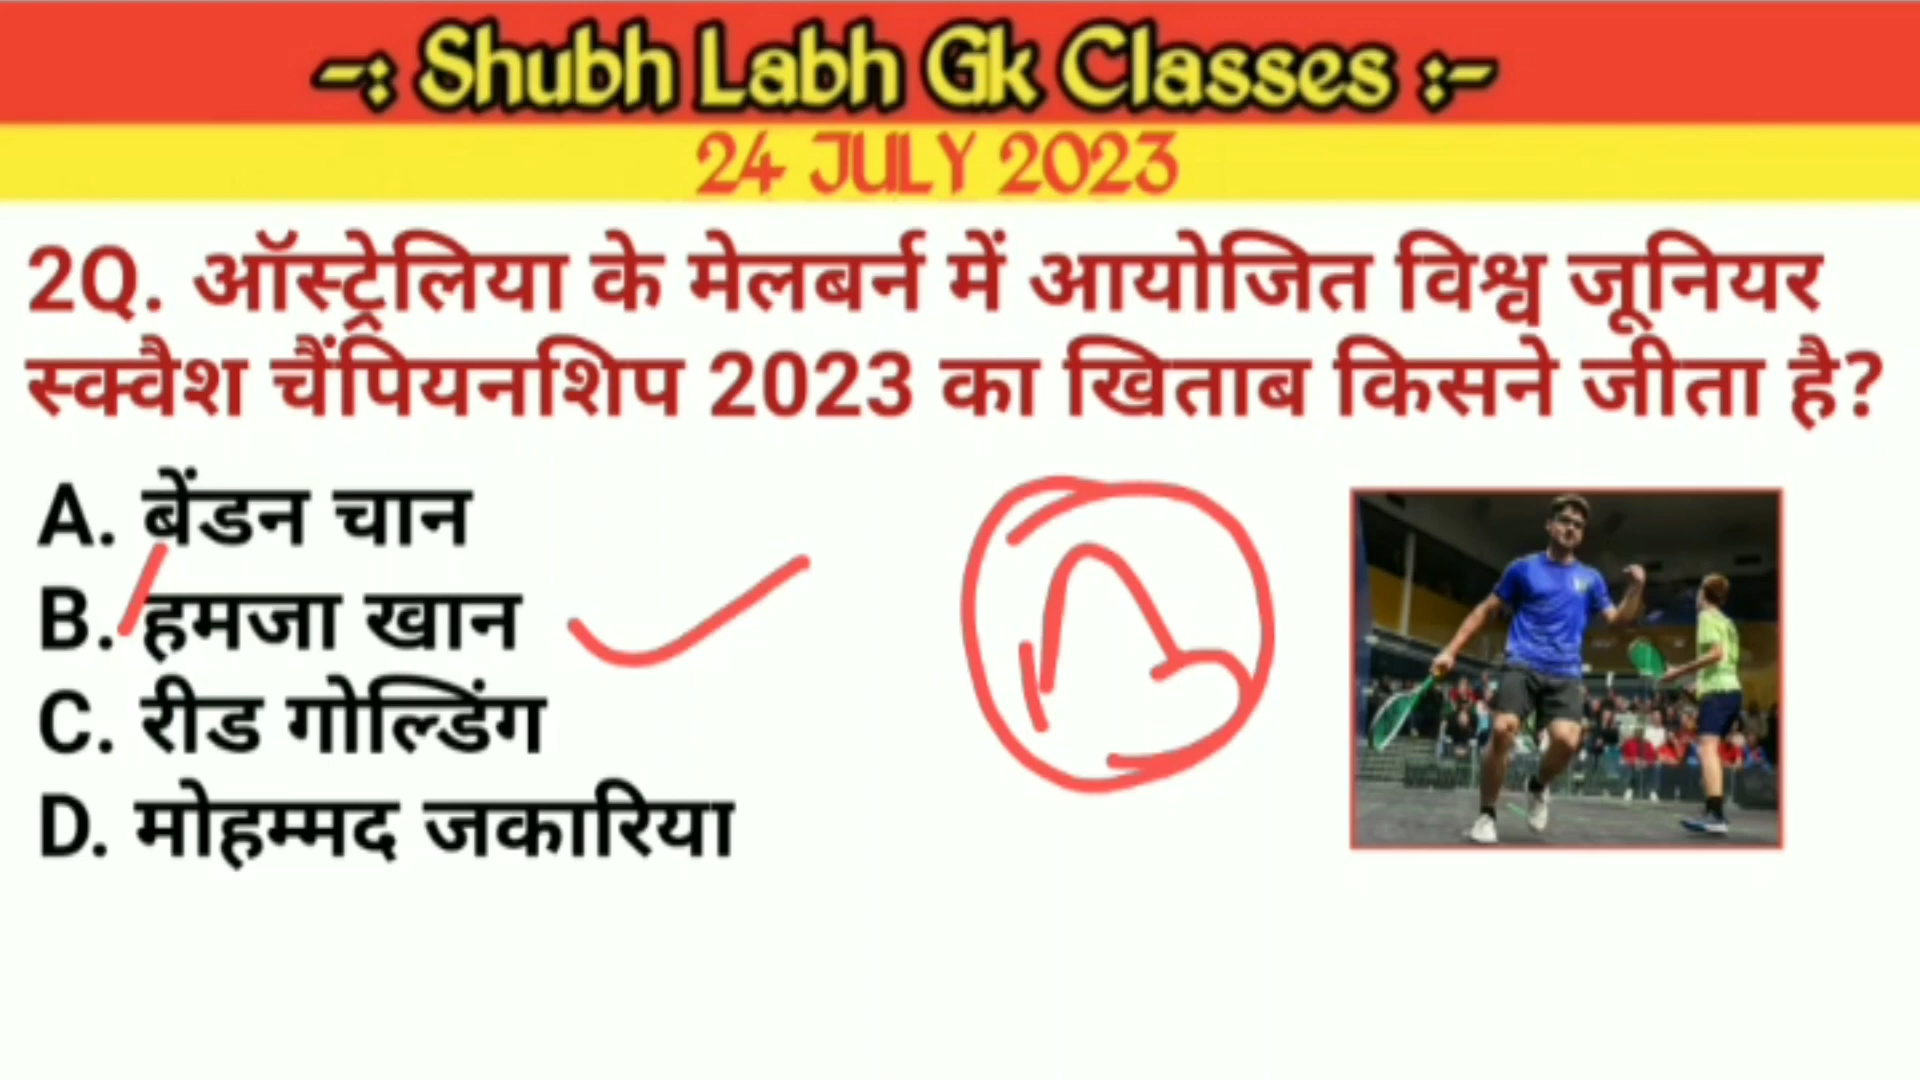 -: Shubh Labh Gk Classes :-
24 JULY 2023
2Q. ऑस्ट्रेलिया के मेलबर्न में आयोजित विश्व जूनियर
स्क्वैश चैंपियनशिप 2023 का खिताब किसने जीता है?
A. बेंडन चान
B. हमजा खान
C. रीड गोल्डिंग
D. मोहम्मद जकारिया